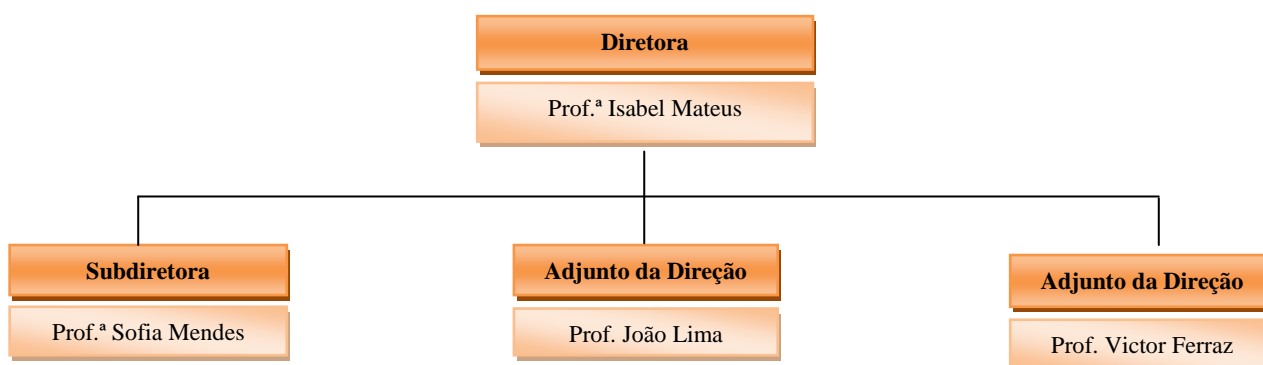 Diretora
Prof.ª Isabel Mateus
Subdiretora
Prof.ª Sofia Mendes
Adjunto da Direção
Prof. João Lima
Adjunto da Direção
Prof. Victor Ferraz